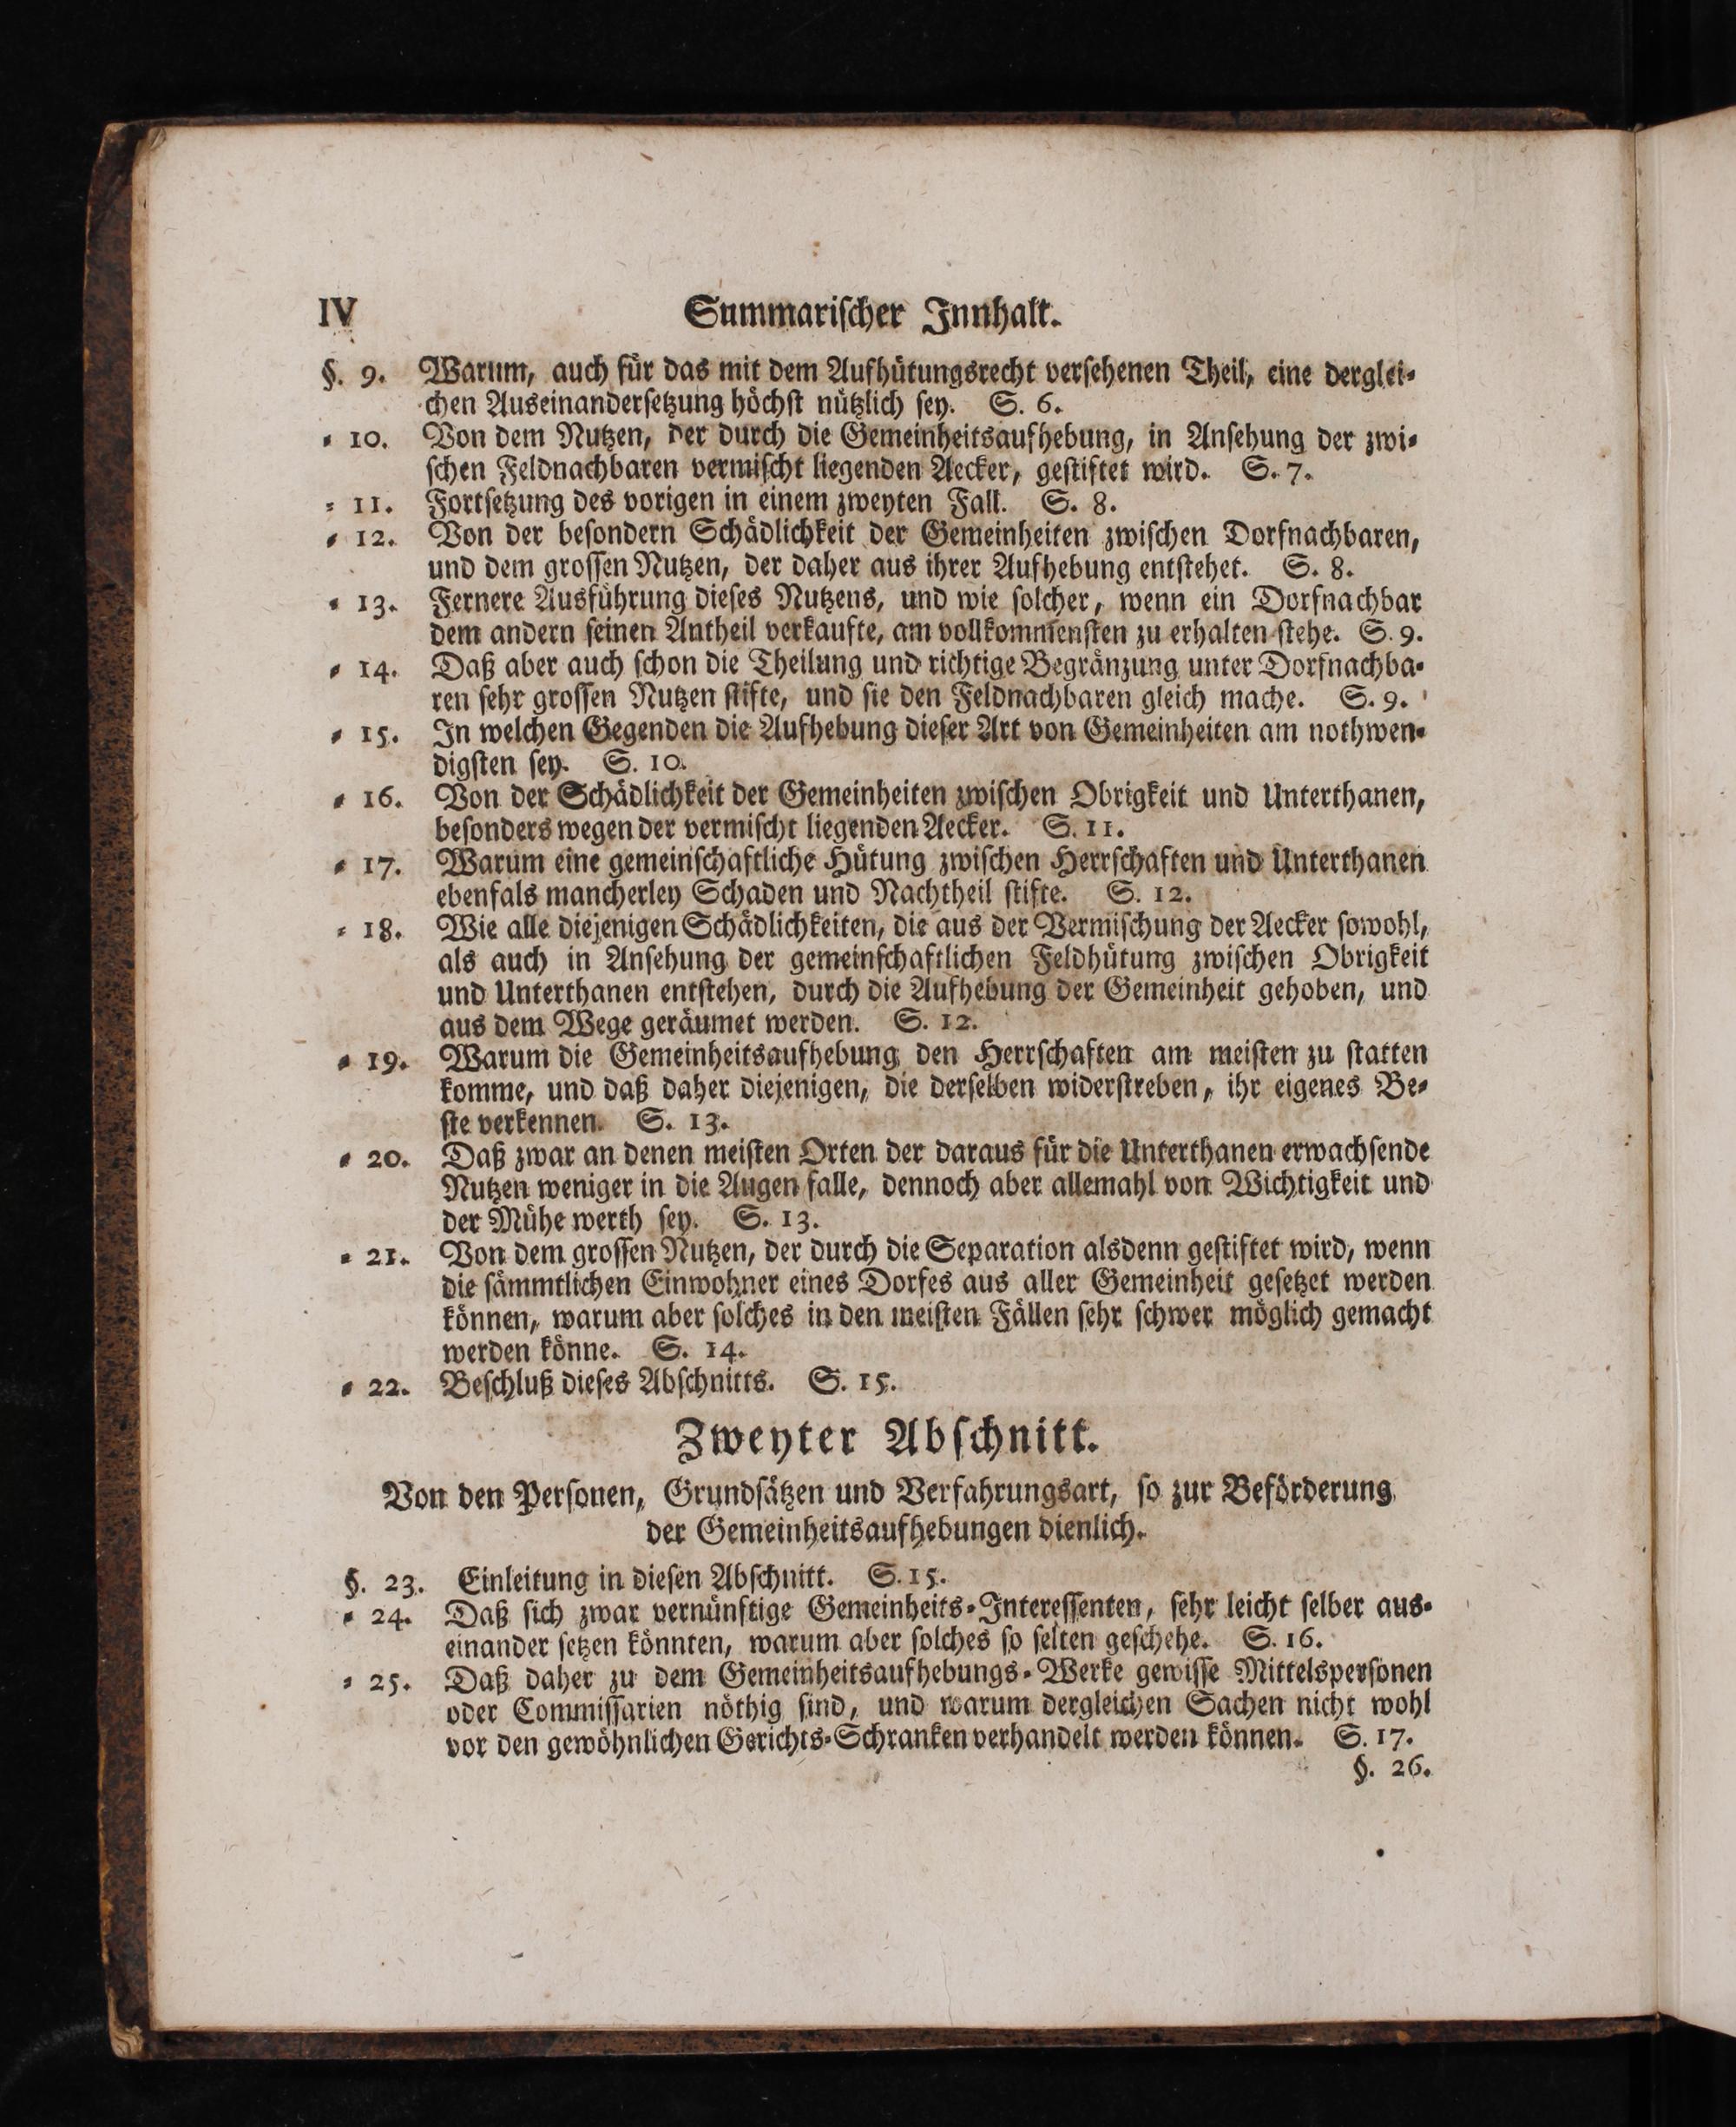 IV
Summariſcher Innhalt.
§. 9. Warum, auch für das mit dem Aufhütungsrecht verſehenen Theil, eine derglei⸗
chen Auseinanderſetzung höchſt nützlich ſey. S. 6.
⸗ 10. Von dem Nutzen, der durch die Gemeinheitsaufhebung, in Anſehung der zwi⸗
ſchen Feldnachbaren vermiſcht liegenden Aecker, geſtiftet wird. S. 7.
⸗ 11. Fortſetzung des vorigen in einem zweyten Fall. S. 8.
⸗ 12. Von der beſondern Schädlichkeit der Gemeinheiten zwiſchen Dorfnachbaren,
und dem groſſen Nutzen, der daher aus ihrer Aufhebung entſtehet. S. 8.
⸗ 13. Fernere Ausführung dieſes Nutzens, und wie ſolcher, wenn ein Dorfnachbar
dem andern ſeinen Antheil verkaufte, am vollkommenſten zu erhalten ſtehe. S. 9.
⸗ 14. Daß aber auch ſchon die Theilung und richtige Begränzung unter Dorfnachba⸗
ren ſehr groſſen Nutzen ſtifte, und ſie den Feldnachbaren gleich mache. S. 9.
⸗ 15. In welchen Gegenden die Aufhebung dieſer Art von Gemeinheiten am nothwen⸗
digſten ſey. S. 10.
⸗ 16. Von der Schädlichkeit der Gemeinheiten zwiſchen Obrigkeit und Unterthanen,
beſonders wegen der vermiſcht liegenden Aecker. S. 11.
⸗ 17. Warum eine gemeinſchaftliche Hütung zwiſchen Herrſchaften und Unterthanen
ebenfals mancherley Schaden und Nachtheil ſtifte. S. 12.
⸗ 18. Wie alle diejenigen Schädlichkeiten, die aus der Vermiſchung der Aecker ſowohl,
als auch in Anſehung der gemeinſchaftlichen Feldhütung zwiſchen Obrigkeit
und Unterthanen entſtehen, durch die Aufhebung der Gemeinheit gehoben, und
aus dem Wege geräumet werden. S. 12.
⸗ 19. Warum die Gemeinheitsaufhebung den Herrſchaften am meiſten zu ſtatten
komme, und daß daher diejenigen, die derſelben widerſtreben, ihr eigenes Be⸗
ſte verkennen. S. 13.
⸗ 20. Daß zwar an denen meiſten Orten der daraus für die Unterthanen erwachſende
Nutzen weniger in die Augen falle, dennoch aber allemahl von Wichtigkeit und
der Mühe werth ſey. S. 13.
⸗ 21. Von dem groſſen Nutzen, der durch die Separation alsdenn geſtiftet wird, wenn
die ſämmtlichen Einwohner eines Dorfes aus aller Gemeinheit geſetzet werden
können, warum aber ſolches in den meiſten Fällen ſehr ſchwer möglich gemacht
werden könne. S. 14.
⸗ 22. Beſchluß dieſes Abſchnitts. S. 15.
Zweyter Abſchnitt.
Von den Perſonen, Grundſätzen und Verfahrungsart, ſo zur Beförderung
der Gemeinheitsaufhebungen dienlich.
§. 23. Einleitung in dieſen Abſchnitt. S. 15.
⸗ 24. Daß ſich zwar vernünftige Gemeinheits⸗Intereſſenten, ſehr leicht ſelber aus⸗
einander ſetzen könnten, warum aber ſolches ſo ſelten geſchehe. S. 16.
⸗ 25. Daß daher zu dem Gemeinheitsaufhebungs⸗Werke gewiſſe Mittelsperſonen
oder Commiſſarien nöthig ſind, und warum dergleichen Sachen nicht wohl
vor den gewöhnlichen Gerichts⸗Schranken verhandelt werden können. S. 17.
§. 26.